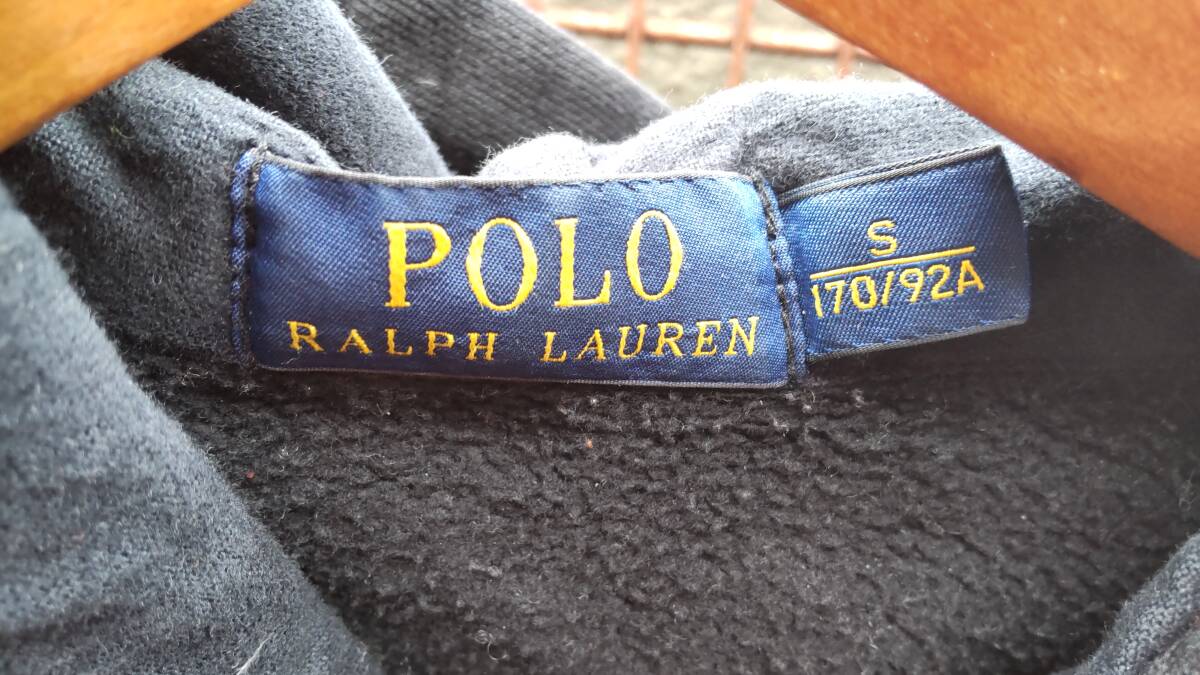 POLO
RALPH LAUREN
S
170/92A